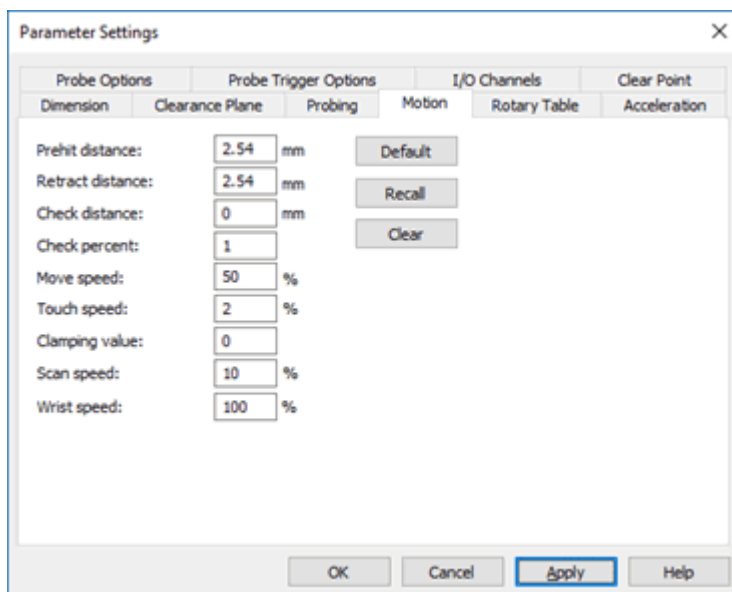 Parameter Settings
Probe Options Probe Trigger Options I/O Channels Clear Point
Dimension Clearance Plane Probing Motion Rotary Table Acceleration
Prehit distance: 2.54 mm Default
Retract distance: 2.54 mm Recall
Check distance: 0 mm
Check percent: 1 Clear
Move speed: 50 %
Touch speed: 2 %
Clamping value: 0
Scan speed: 10 %
Wrist speed: 100 %
OK Cancel Apply Help